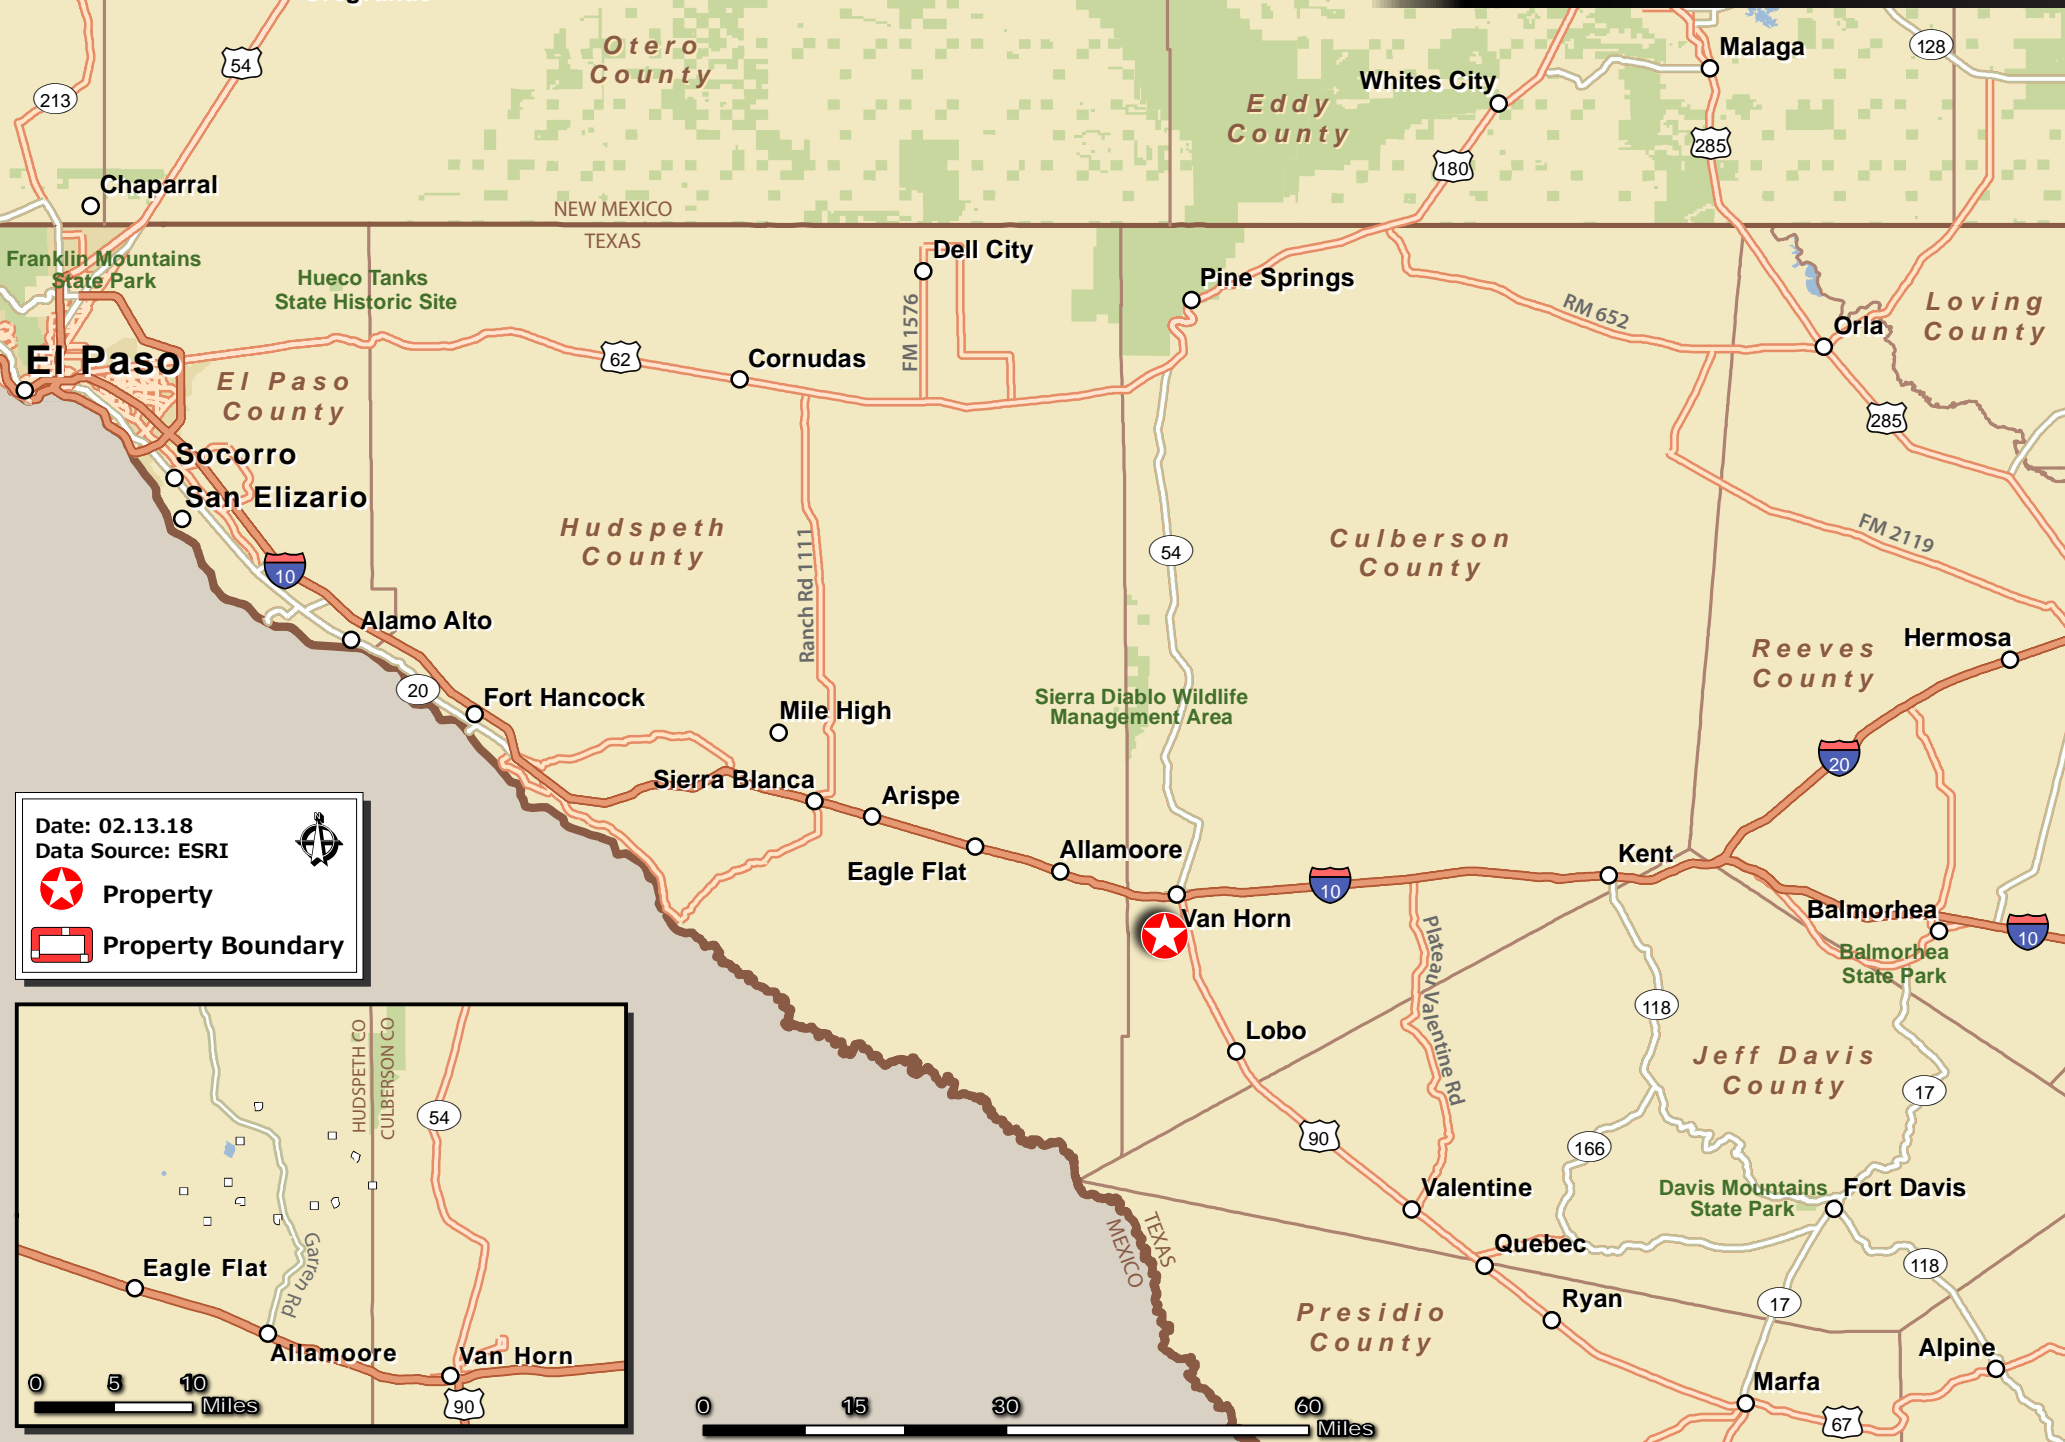 Otero
County
54
213
Chaparral
NEW MEXICO
TEXAS
Eddy
County
Whites City
Malaga
128
180
285
Franklin Mountains
State Park
Hueco Tanks
State Historic Site
Dell City
Pine Springs
FM 1576
RM 652
Orla
Loving
County
El Paso
El Paso
County
62
Cornudas
285
Socorro
San Elizario
Hudspeth
County
Ranch Rd 1111
54
Culberson
County
FM 2119
10
Alamo Alto
20
Fort Hancock
Mile High
Sierra Diablo Wildlife
Management Area
Reeves
County
Hermosa
20
Sierra Blanca
Arispe
Eagle Flat
Allamoore
Van Horn
10
Kent
Balmorhea
10
Balmorhea
State Park
Plateau Valentine Rd
118
Lobo
Jeff Davis
County
17
90
166
Valentine
Davis Mountains
State Park
Fort Davis
TEXAS
MEXICO
Quebec
118
Presidio
County
Ryan
17
Alpine
Marfa
67
Date: 02.13.18
Data Source: ESRI
Property
Property Boundary
HUDSPETH CO
CULBERSON CO
54
Garren Rd
Eagle Flat
Allamoore
Van Horn
90
0 5 10
Miles
0 15 30 60
Miles